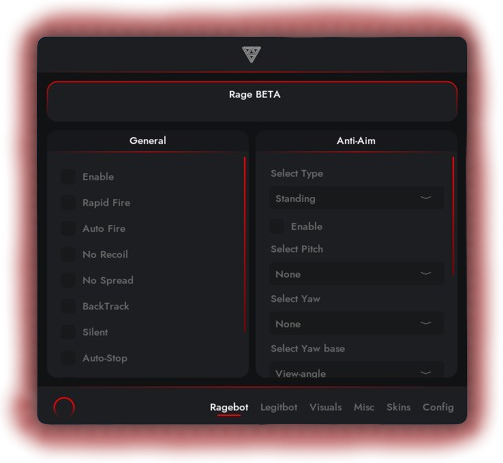 Rage BETA
General
Enable
Rapid Fire
Auto Fire
No Recoil
No Spread
BackTrack
Silent
Auto-Stop
Anti-Aim
Select Type
Standing
Enable
Select Pitch
None
Select Yaw
None
Select Yaw base
View-angle
Ragebot Legitbot Visuals Misc Skins Config